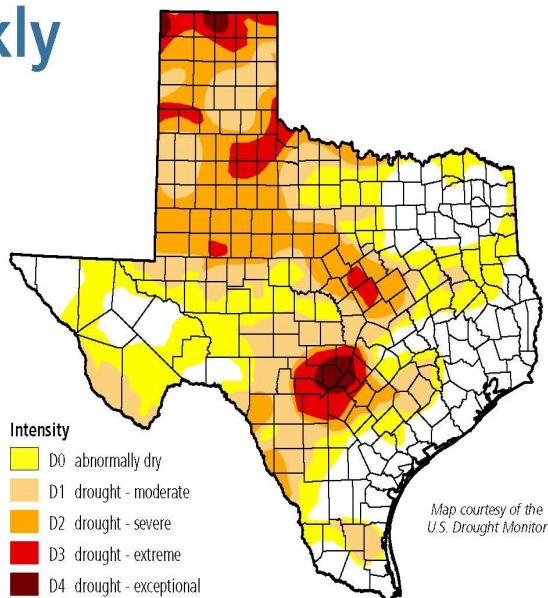 kly
Intensity
D0 abnormally dry
D1 drought - moderate
D2 drought - severe
D3 drought - extreme
D4 drought - exceptional
Map courtesy of the
U.S. Drought Monitor